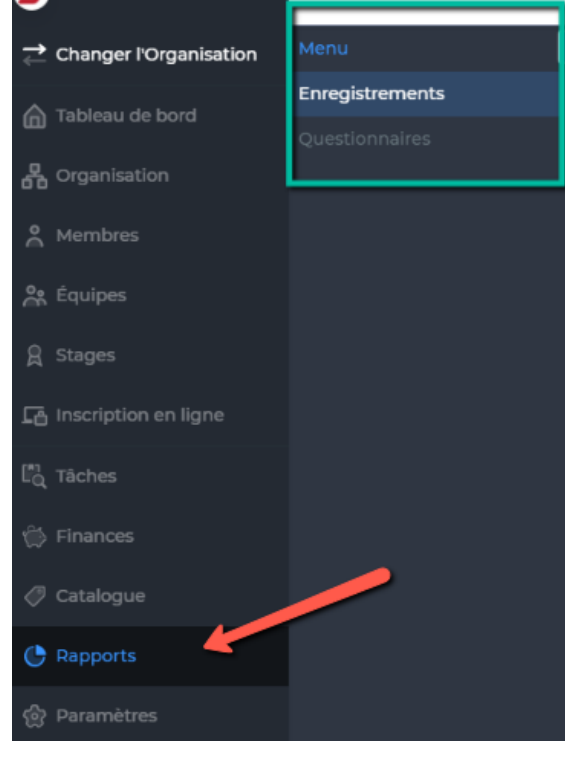 Changer l'Organisation
Tableau de bord
Organisation
Membres
Équipes
Stages
Inscription en ligne
Tâches
Finances
Catalogue
Rapports
Paramètres
Menu
Enregistrements
Questionnaires